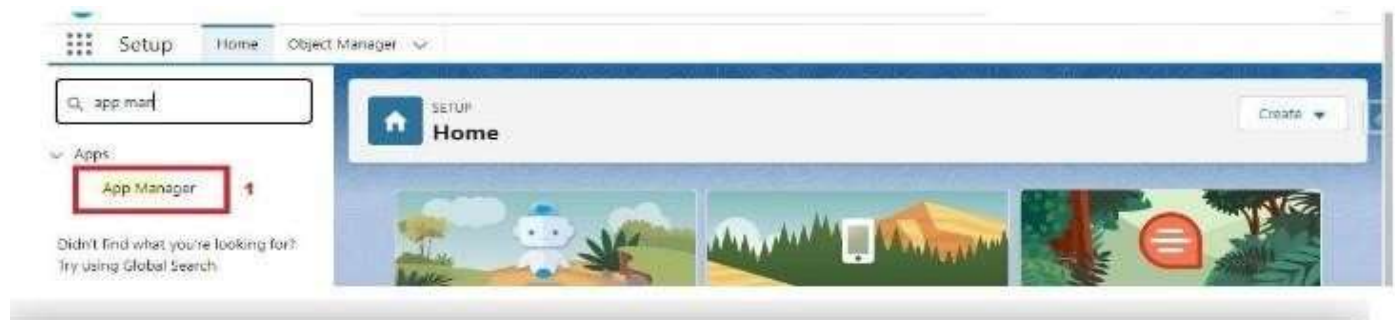 Setup Home Object Manager
app man
SETUP
Home
Create
Apps
App Manager 1
Didn't find what you're looking for?
Try using Global Search